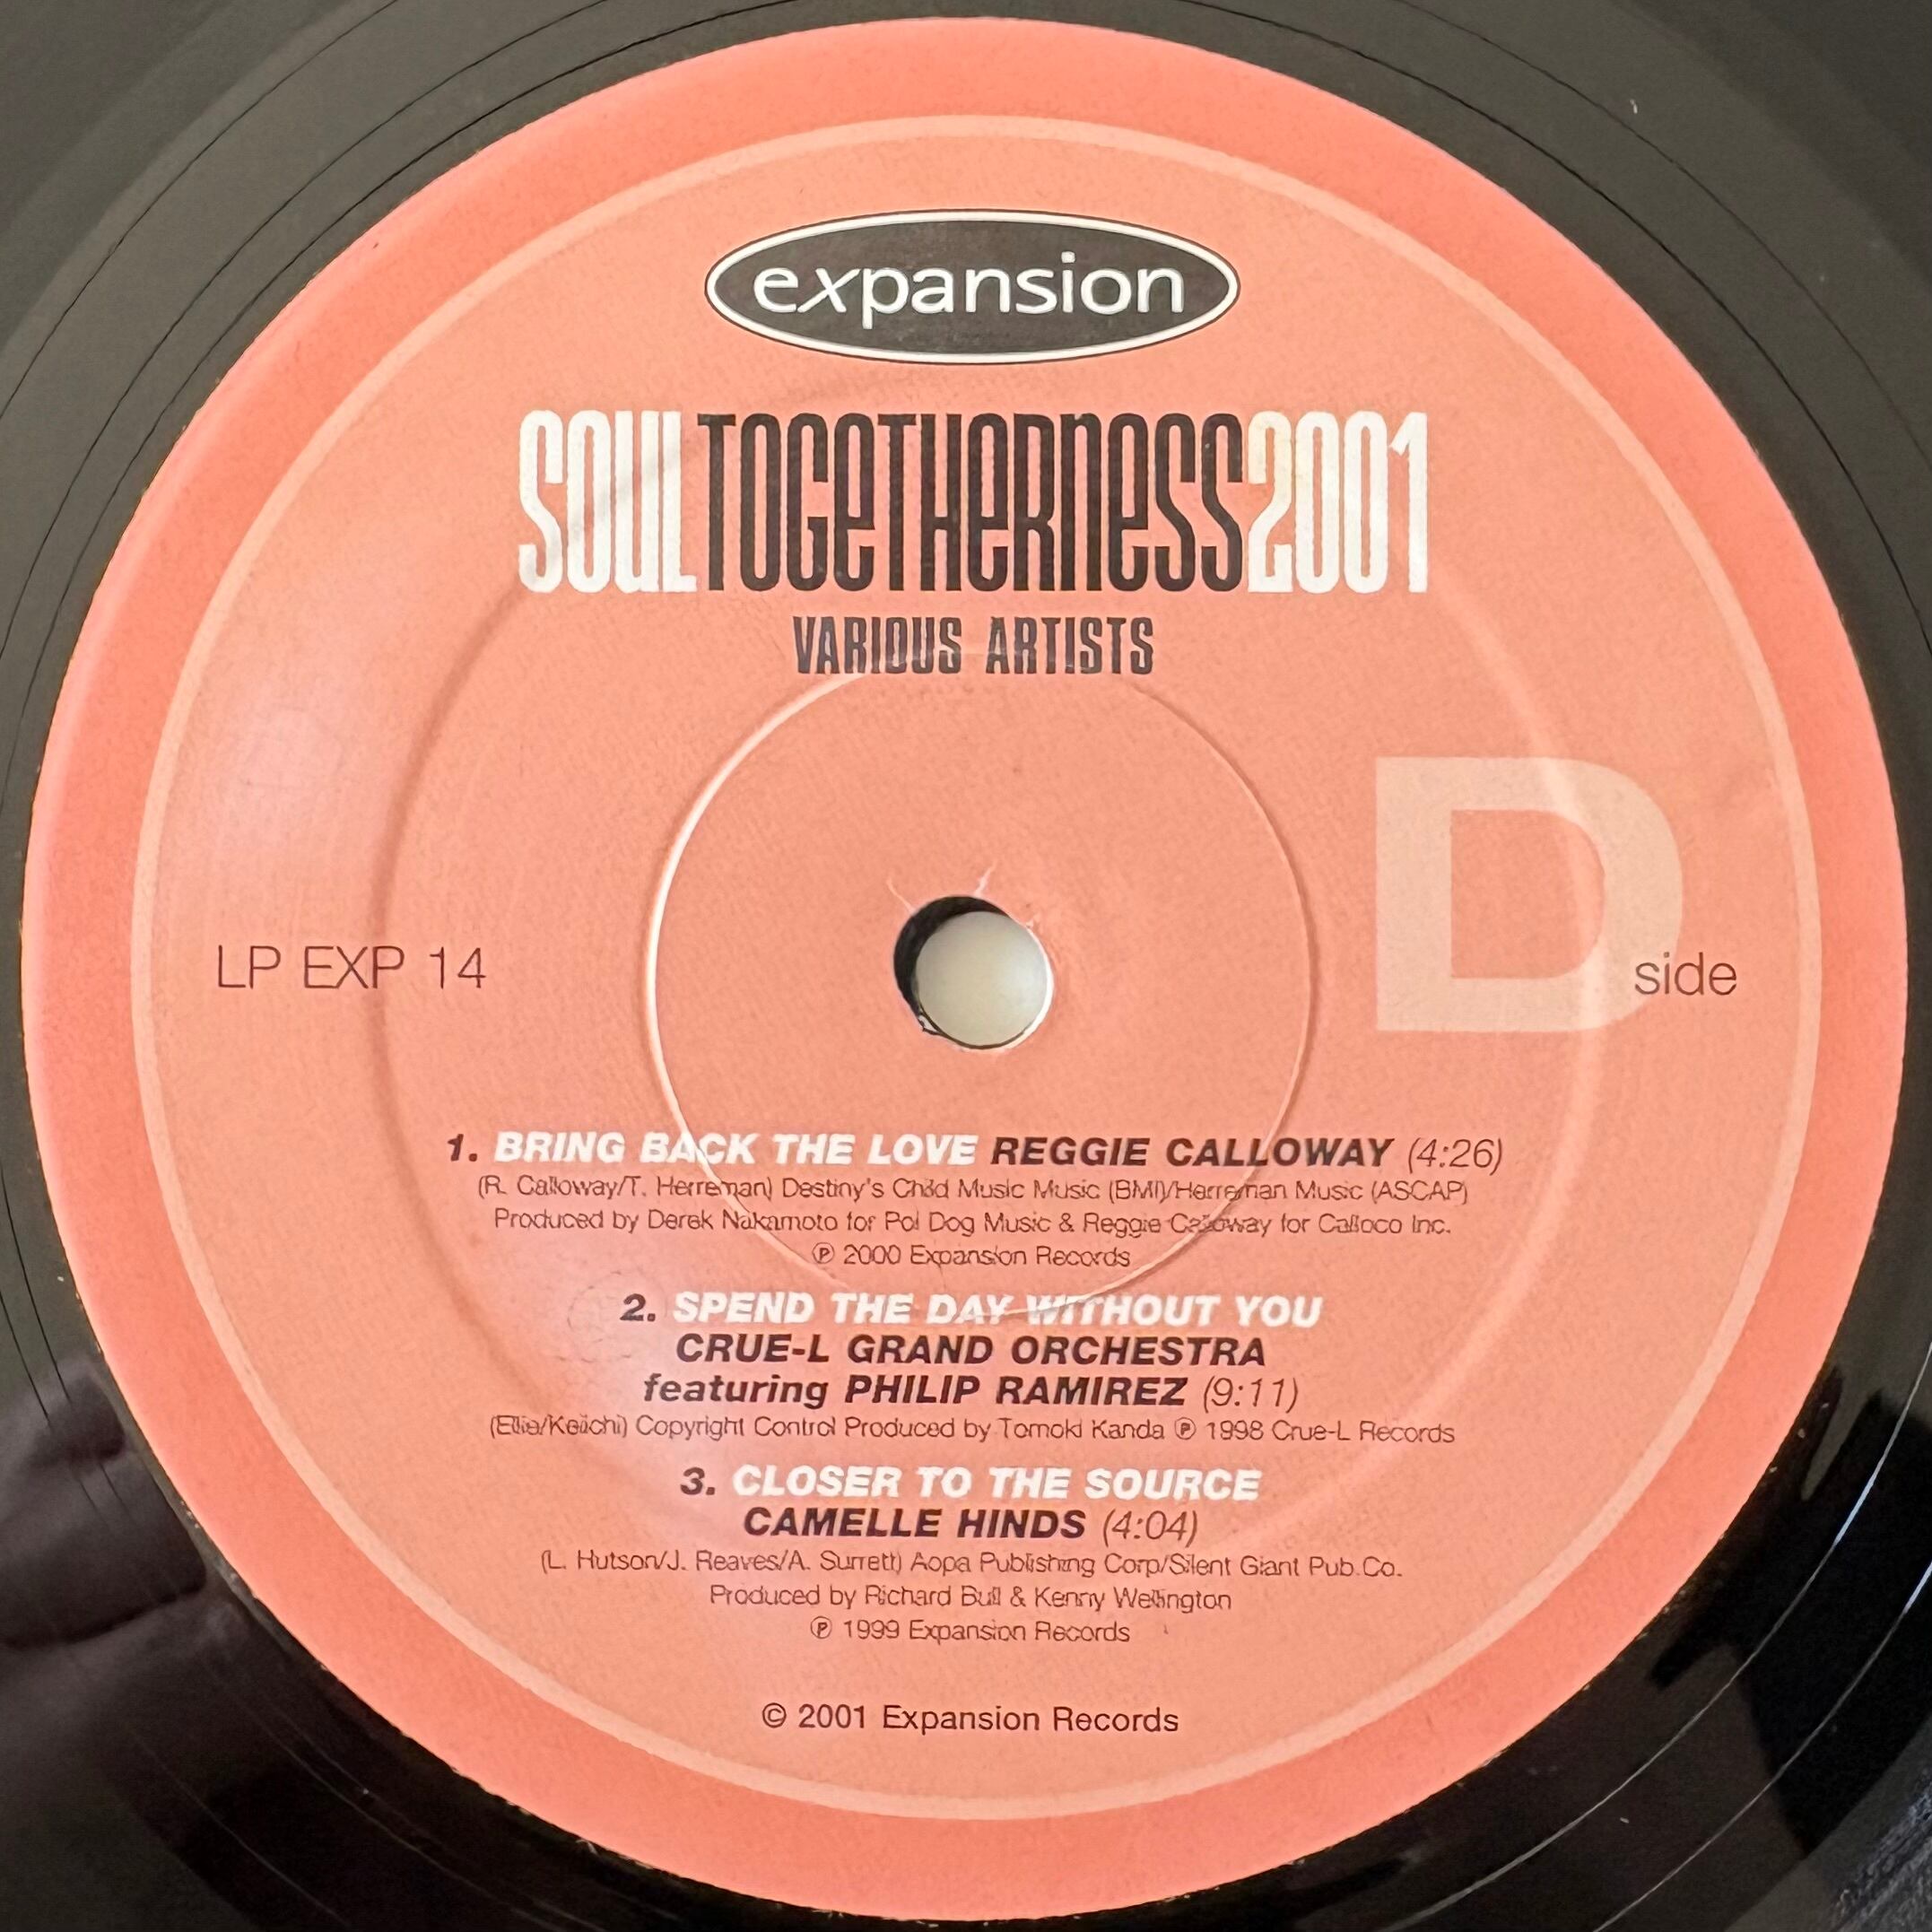 expansion
SOULTOGETHERNESS2001
VARIOUS ARTISTS
D
LP EXP 14
side
1. BRING BACK THE LOVE REGGIE CALLOWAY (4:26)
(R. Calloway/T. Herreman) Destiny's Child Music Music (BMI)/Herreman Music (ASCAP)
Produced by Derek Nakamoto for Poi Dog Music & Reggie Calloway for Calloco Inc.
℗ 2000 Expansion Records
2. SPEND THE DAY WITHOUT YOU
CRUE-L GRAND ORCHESTRA
featuring PHILIP RAMIREZ (9:11)
(Ellie/Keiichi) Copyright Control Produced by Tomoki Kanda ℗ 1998 Crue-L Records
3. CLOSER TO THE SOURCE
CAMELLE HINDS (4:04)
(L. Hutson/J. Reaves/A. Surrett) Aopa Publishing Corp/Silent Giant Pub.Co.
Produced by Richard Bull & Kenny Wellington
℗ 1999 Expansion Records
© 2001 Expansion Records